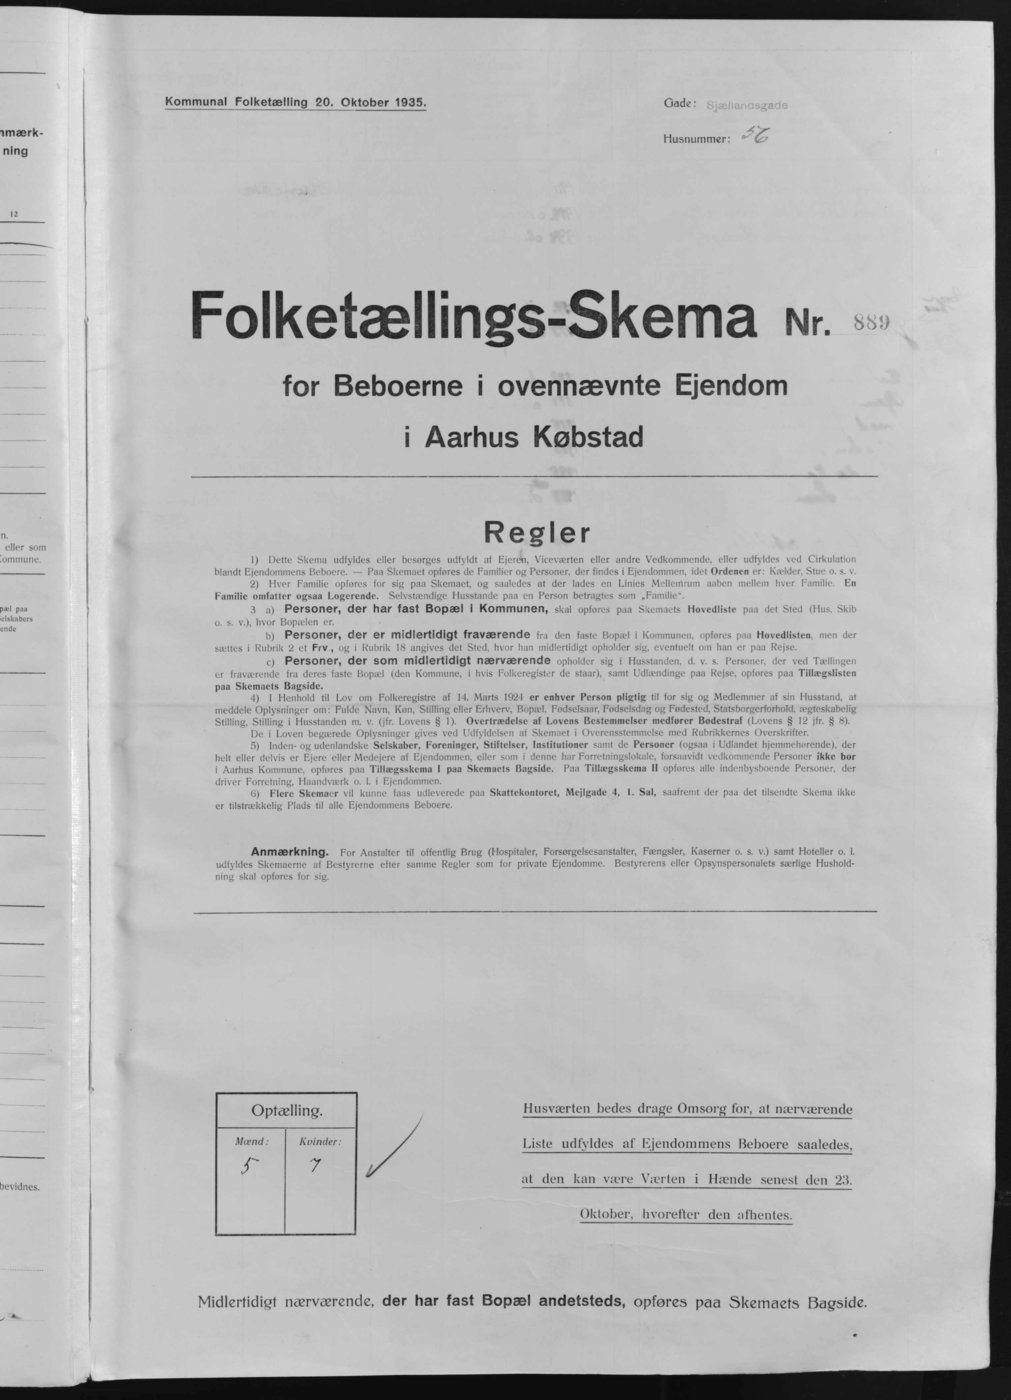 Kommunal Folketælling 20. Oktober 1935.
Gade: Sjællandsgade
Husnummer: 56
nmærk-
ning
12
Folketællings-Skema Nr. 889
for Beboerne i ovennævnte Ejendom
i Aarhus Købstad
Regler
1) Dette Skema udfyldes eller besørges udfyldt af Ejeren, Viceværten eller andre Vedkommende, eller udfyldes ved Cirkulation
blandt Ejendommens Beboere. — Paa Skemaet opføres de Familier og Personer, der findes i Ejendommen, idet Ordenen er: Kælder, Stue o. s. v.
2) Hver Familie opføres for sig paa Skemaet, og saaledes at der lades en Linies Mellemrum aaben mellem hver Familie. En
Familie omfatter ogsaa Logerende. Selvstændige Husstande paa en Person betragtes som „Familie“.
3 a) Personer, der har fast Bopæl i Kommunen, skal opføres paa Skemaets Hovedliste paa det Sted (Hus, Skib
o. s. v.), hvor Bopælen er.
b) Personer, der er midlertidigt fraværende fra den faste Bopæl i Kommunen, opføres paa Hovedlisten, men der
sættes i Rubrik 2 et Frv., og i Rubrik 18 angives det Sted, hvor han midlertidigt opholder sig, eventuelt om han er paa Rejse.
c) Personer, der som midlertidigt nærværende opholder sig i Husstanden, d. v. s. Personer, der ved Tællingen
er fraværende fra deres faste Bopæl (den Kommune, i hvis Folkeregister de staar), samt Udlændinge paa Rejse, opføres paa Tillægslisten
paa Skemaets Bagside.
4) I Henhold til Lov om Folkeregistre af 14. Marts 1924 er enhver Person pligtig til for sig og Medlemmer af sin Husstand, at
meddele Oplysninger om: Fulde Navn, Køn, Stilling eller Erhverv, Bopæl, Fødselsaar, Fødselsdag og Fødested, Statsborgerforhold, ægteskabelig
Stilling, Stilling i Husstanden m. v. (jfr. Lovens § 1). Overtrædelse af Lovens Bestemmelser medfører Bødestraf (Lovens § 12 jfr. § 8).
De i Loven begærede Oplysninger gives ved Udfyldelsen af Skemaet i Overensstemmelse med Rubrikkernes Overskrifter.
5) Inden- og udenlandske Selskaber, Foreninger, Stiftelser, Institutioner samt de Personer (ogsaa i Udlandet hjemmehørende), der
helt eller delvis er Ejere eller Medejere af Ejendommen, eller som i denne har Forretningslokale, forsaavidt vedkommende Personer ikke bor
i Aarhus Kommune, opføres paa Tillægsskema I paa Skemaets Bagside. Paa Tillægsskema II opføres alle indenbysboende Personer, der
driver Forretning, Haandværk o. l. i Ejendommen.
6) Flere Skemaer vil kunne faas udleverede paa Skattekontoret, Mejlgade 4, 1. Sal, saafremt der paa det tilsendte Skema ikke
er tilstrækkelig Plads til alle Ejendommens Beboere.
Anmærkning. For Anstalter til offentlig Brug (Hospitaler, Forsørgelsesanstalter, Fængsler, Kaserner o. s. v.) samt Hoteller o. l.
udfyldes Skemaerne af Bestyrerne efter samme Regler som for private Ejendomme. Bestyrerens eller Opsynspersonalets særlige Hushold-
ning skal opføres for sig.
n.
eller som
Commune.
pæl paa
elskabers
ende
bevidnes.
Optælling.
Mænd: Kvinder:
5 7
Husværten bedes drage Omsorg for, at nærværende
Liste udfyldes af Ejendommens Beboere saaledes,
at den kan være Værten i Hænde senest den 23.
Oktober, hvorefter den afhentes.
Midlertidigt nærværende, der har fast Bopæl andetsteds, opføres paa Skemaets Bagside.